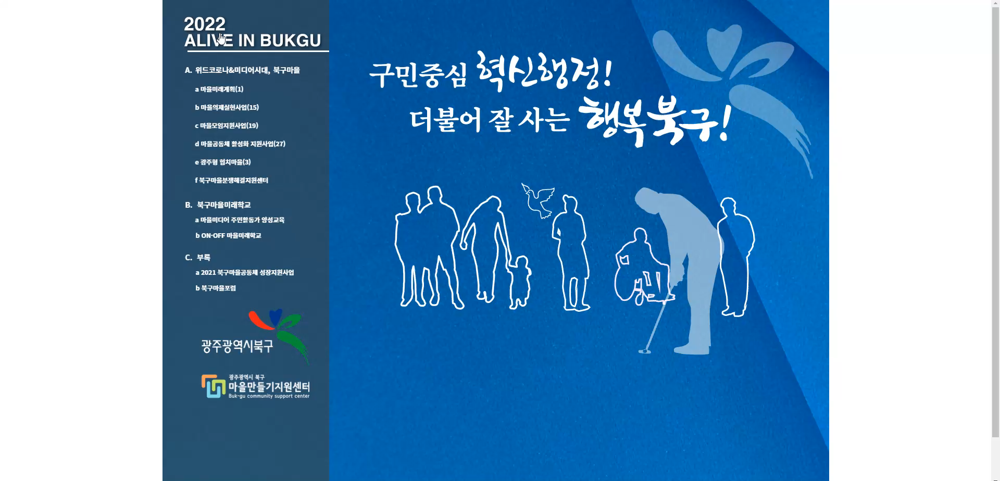 2022
ALIVE IN BUKGU
A. 위드코로나&미디어시대, 북구마을
a 마을미래계획(1)
b 마을의제실현사업(15)
c 마을모임지원사업(19)
d 마을공동체 활성화 지원사업(27)
e 광주형 협치마을(3)
f 북구마을분쟁해결지원센터
B. 북구마을미래학교
a 마을미디어 주민활동가 양성교육
b ON·OFF 마을미래학교
C. 부록
a 2021 북구마을공동체 성장지원사업
b 북구마을포럼
광주광역시북구
광주광역시 북구
마을만들기지원센터
Buk-gu community support center
구민중심 혁신행정!
더불어 잘 사는 행복북구!